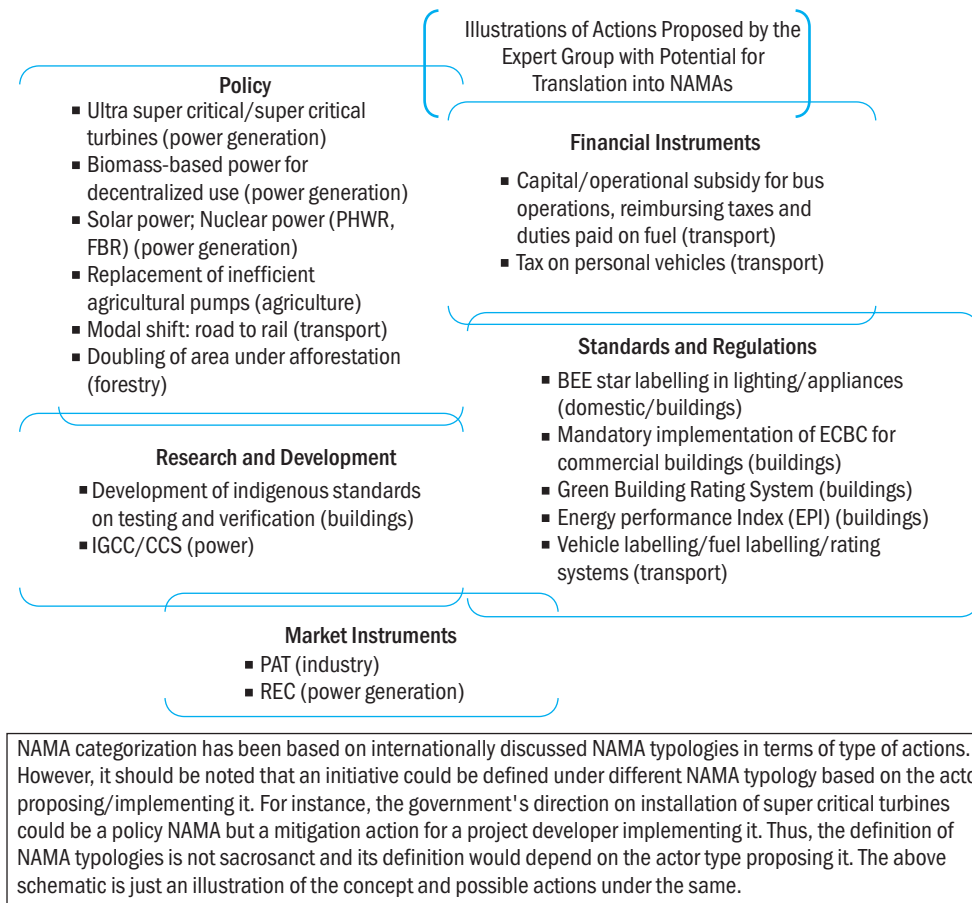 Illustrations of Actions Proposed by the
Expert Group with Potential for
Translation into NAMAs
Policy
▪ Ultra super critical/super critical
turbines (power generation)
▪ Biomass-based power for
decentralized use (power generation)
▪ Solar power; Nuclear power (PHWR,
FBR) (power generation)
▪ Replacement of inefficient
agricultural pumps (agriculture)
▪ Modal shift: road to rail (transport)
▪ Doubling of area under afforestation
(forestry)
Financial Instruments
▪ Capital/operational subsidy for bus
operations, reimbursing taxes and
duties paid on fuel (transport)
▪ Tax on personal vehicles (transport)
Standards and Regulations
▪ BEE star labelling in lighting/appliances
(domestic/buildings)
▪ Mandatory implementation of ECBC for
commercial buildings (buildings)
▪ Green Building Rating System (buildings)
▪ Energy performance Index (EPI) (buildings)
▪ Vehicle labelling/fuel labelling/rating
systems (transport)
Research and Development
▪ Development of indigenous standards
on testing and verification (buildings)
▪ IGCC/CCS (power)
Market Instruments
▪ PAT (industry)
▪ REC (power generation)
NAMA categorization has been based on internationally discussed NAMA typologies in terms of type of actions.
However, it should be noted that an initiative could be defined under different NAMA typology based on the acto
proposing/implementing it. For instance, the government's direction on installation of super critical turbines
could be a policy NAMA but a mitigation action for a project developer implementing it. Thus, the definition of
NAMA typologies is not sacrosanct and its definition would depend on the actor type proposing it. The above
schematic is just an illustration of the concept and possible actions under the same.